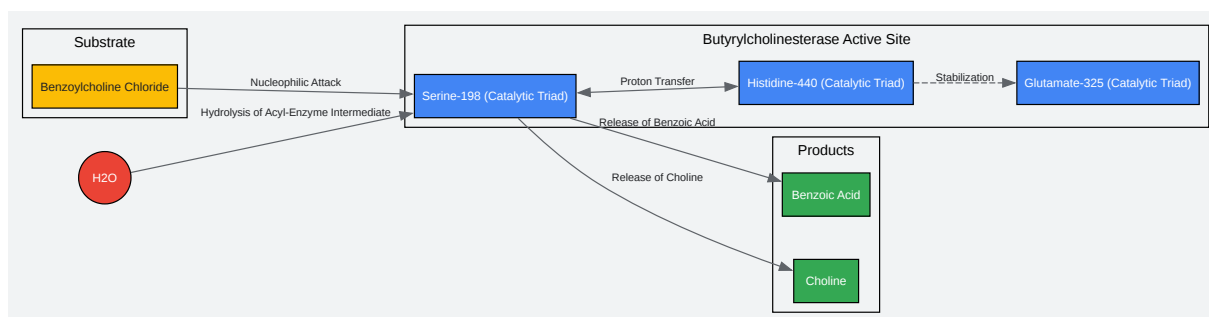 Substrate
Butyrylcholinesterase Active Site
Benzoylcholine Chloride
Nucleophilic Attack
Serine-198 (Catalytic Triad)
Proton Transfer
Histidine-440 (Catalytic Triad)
Stabilization
Glutamate-325 (Catalytic Triad)
Hydrolysis of Acyl-Enzyme Intermediate
Release of Benzoic Acid
H2O
Release of Choline
Products
Benzoic Acid
Choline